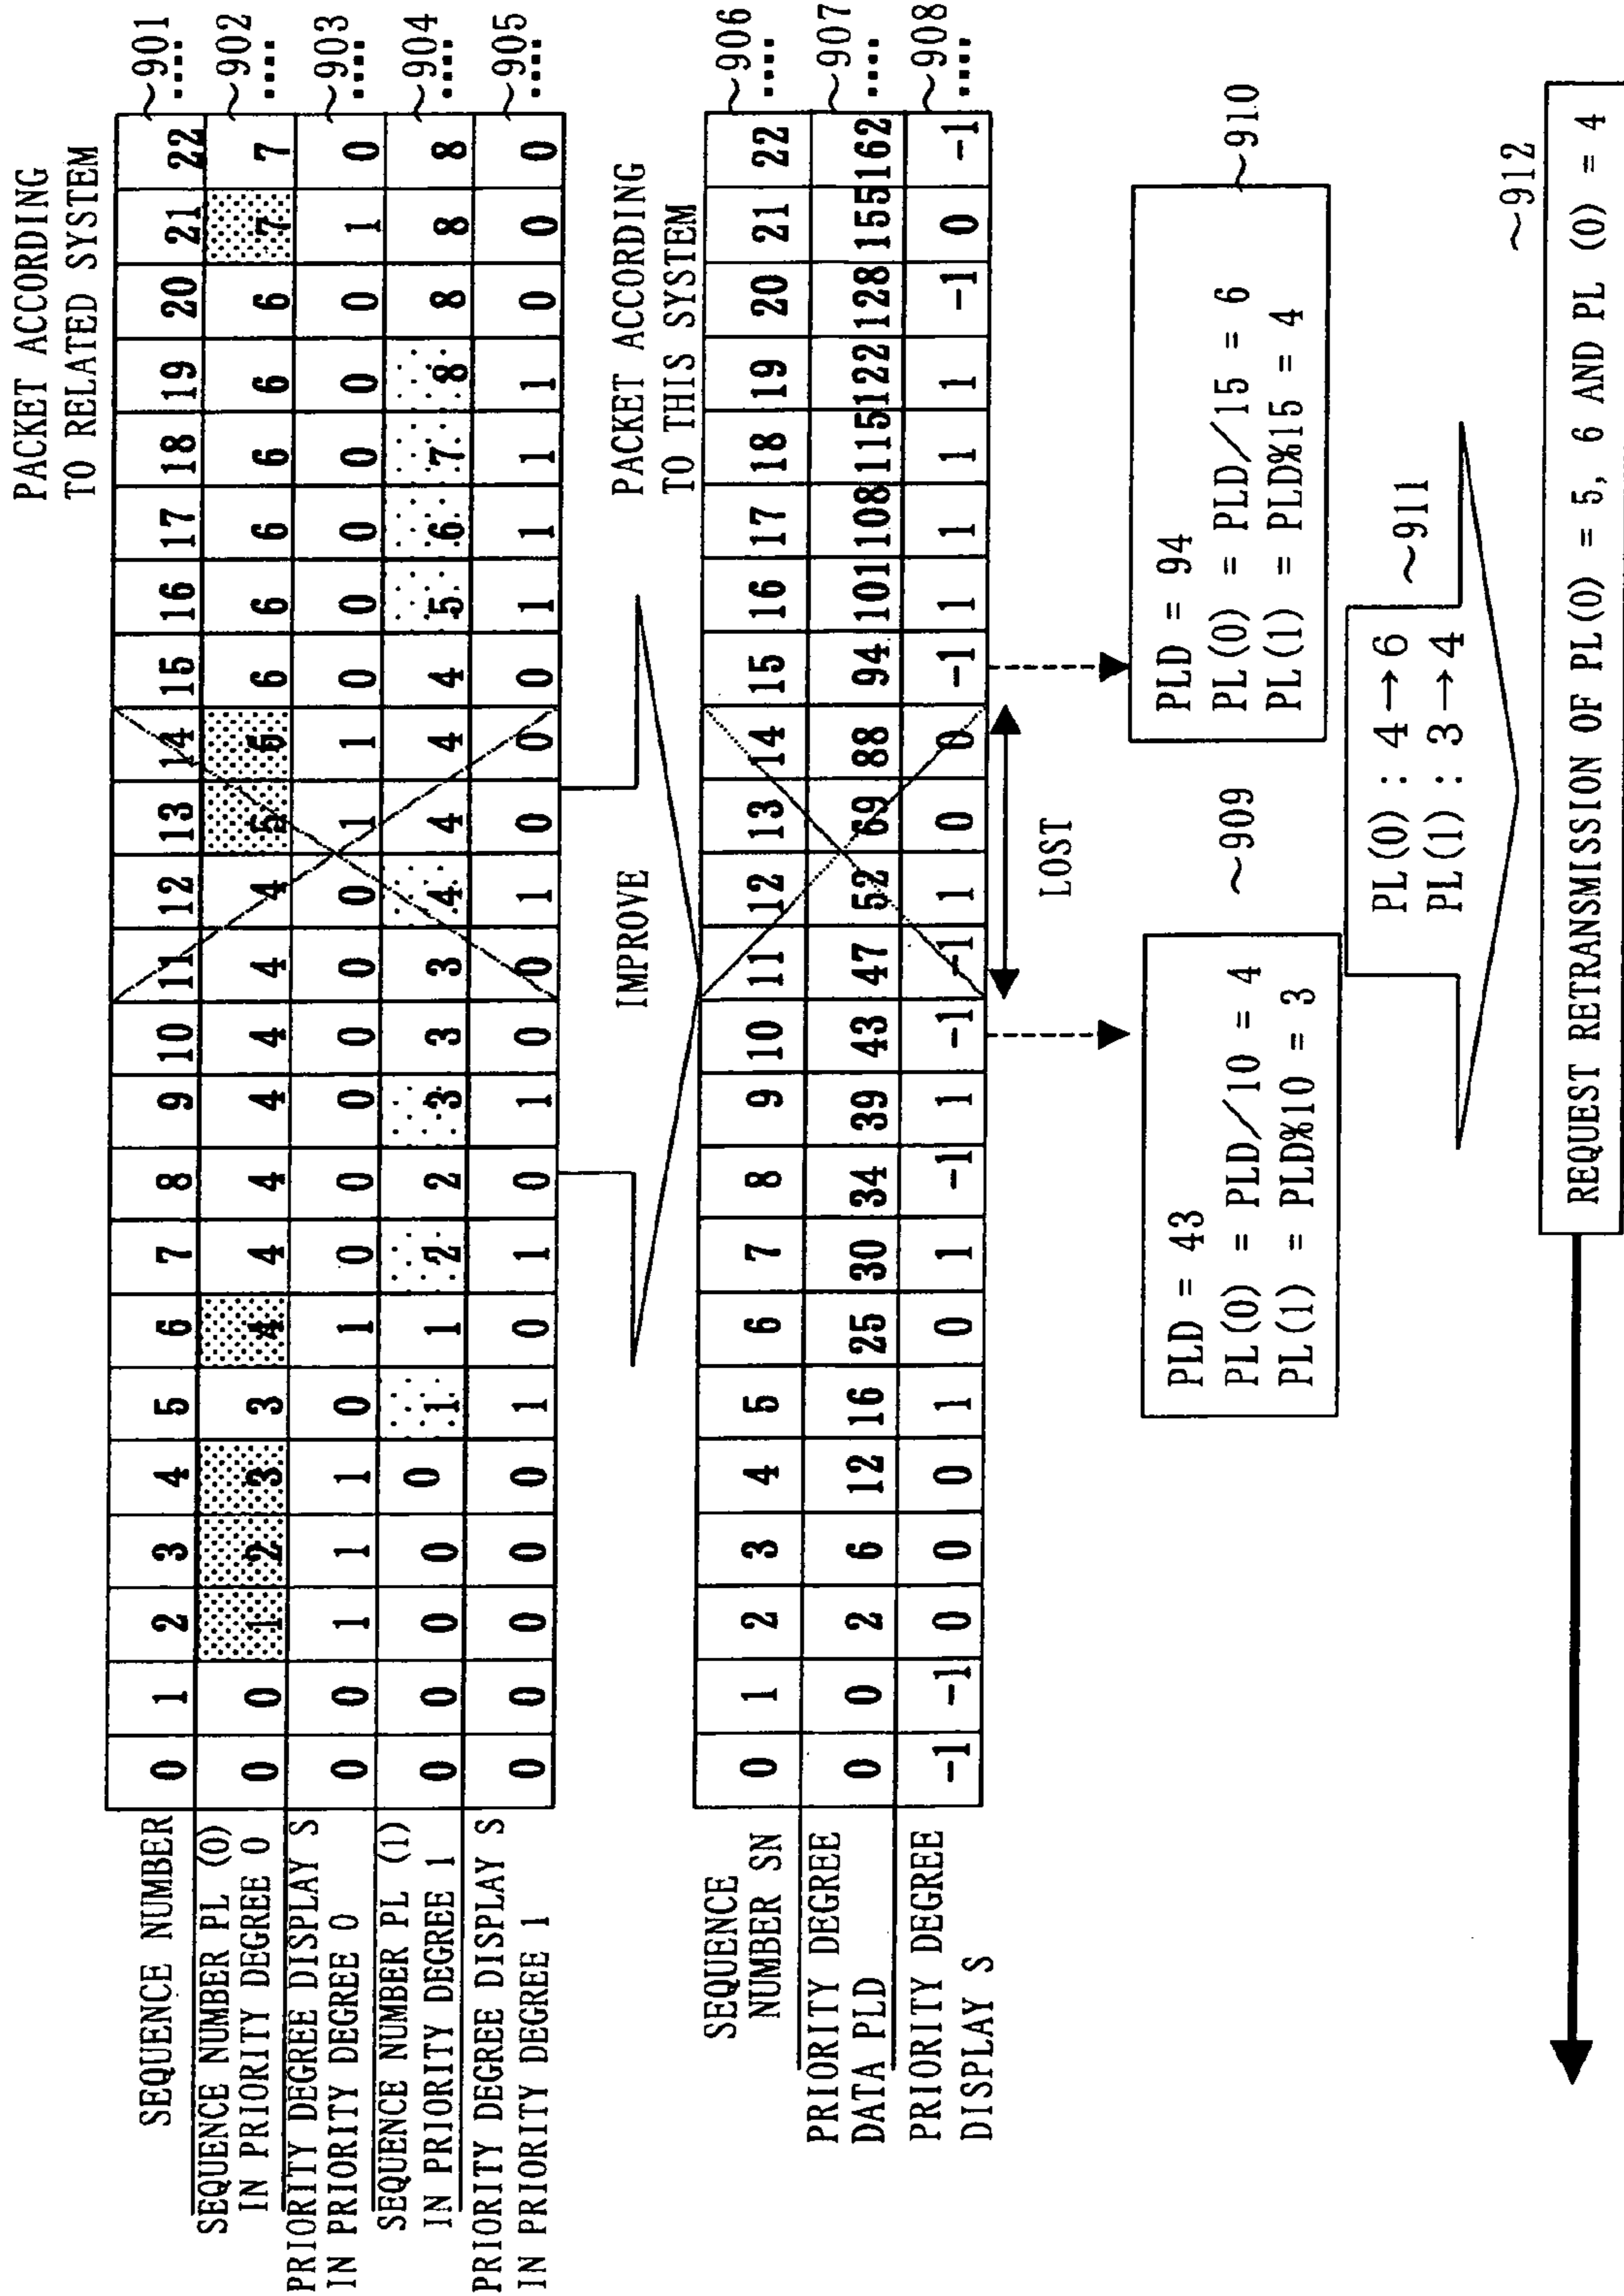 PACKET ACCORDING
TO RELATED SYSTEM
SEQUENCE NUMBER 0 1 2 3 4 5 6 7 8 9 10 11 12 13 14 15 16 17 18 19 20 21 22 ~901 ....
SEQUENCE NUMBER PL (0)
IN PRIORITY DEGREE 0 0 0 1 2 3 3 4 4 4 4 4 4 4 5 6 6 6 6 6 6 6 7 7 ~902 ....
PRIORITY DEGREE DISPLAY S
IN PRIORITY DEGREE 0 0 0 1 1 1 0 1 0 0 0 0 0 0 1 1 0 0 0 0 0 0 1 0 ~903 ....
SEQUENCE NUMBER PL (1)
IN PRIORITY DEGREE 1 0 0 0 0 0 1 1 2 2 3 3 3 4 4 4 4 5 6 7 8 8 8 8 ~904 ....
PRIORITY DEGREE DISPLAY S
IN PRIORITY DEGREE 1 0 0 0 0 0 1 0 1 0 1 0 0 1 0 0 0 1 1 1 1 0 0 0 ~905 ....
IMPROVE
PACKET ACCORDING
TO THIS SYSTEM
SEQUENCE
NUMBER SN 0 1 2 3 4 5 6 7 8 9 10 11 12 13 14 15 16 17 18 19 20 21 22 ~906 ....
PRIORITY DEGREE
DATA PLD 0 0 2 6 12 16 25 30 34 39 43 47 52 69 88 94 101 108 115 122 128 155 162 ~907 ....
PRIORITY DEGREE
DISPLAY S -1 -1 0 0 0 1 0 1 -1 1 -1 -1 1 0 0 -1 1 1 1 1 -1 0 -1 ~908 ....
LOST
PLD = 43
PL(0) = PLD/10 = 4
PL(1) = PLD%10 = 3
~909
PLD = 94
PL(0) = PLD/15 = 6
PL(1) = PLD%15 = 4
~910
PL(0) : 4→6
PL(1) : 3→4
~911
~912
REQUEST RETRANSMISSION OF PL(0) = 5, 6 AND PL (0) = 4